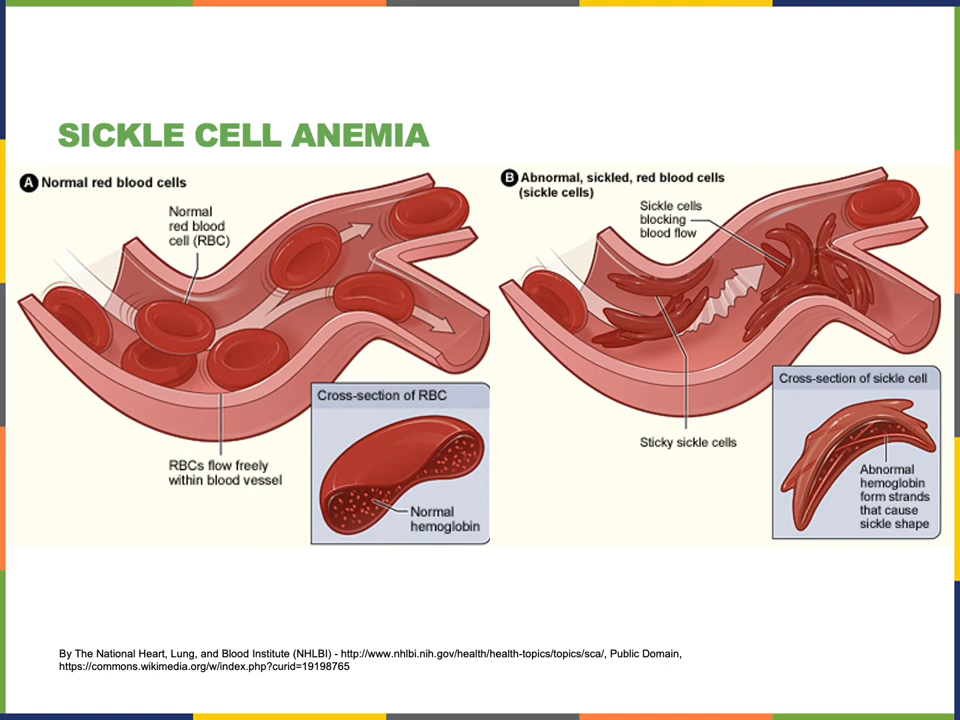 SICKLE CELL ANEMIA
A Normal red blood cells
Normal
red blood
cell (RBC)
RBCs flow freely
within blood vessel
Cross-section of RBC
Normal
hemoglobin
B Abnormal, sickled, red blood cells
(sickle cells)
Sickle cells
blocking
blood flow
Sticky sickle cells
Cross-section of sickle cell
Abnormal
hemoglobin
form strands
that cause
sickle shape
By The National Heart, Lung, and Blood Institute (NHLBI) - http://www.nhlbi.nih.gov/health/health-topics/topics/sca/, Public Domain,
https://commons.wikimedia.org/w/index.php?curid=19198765